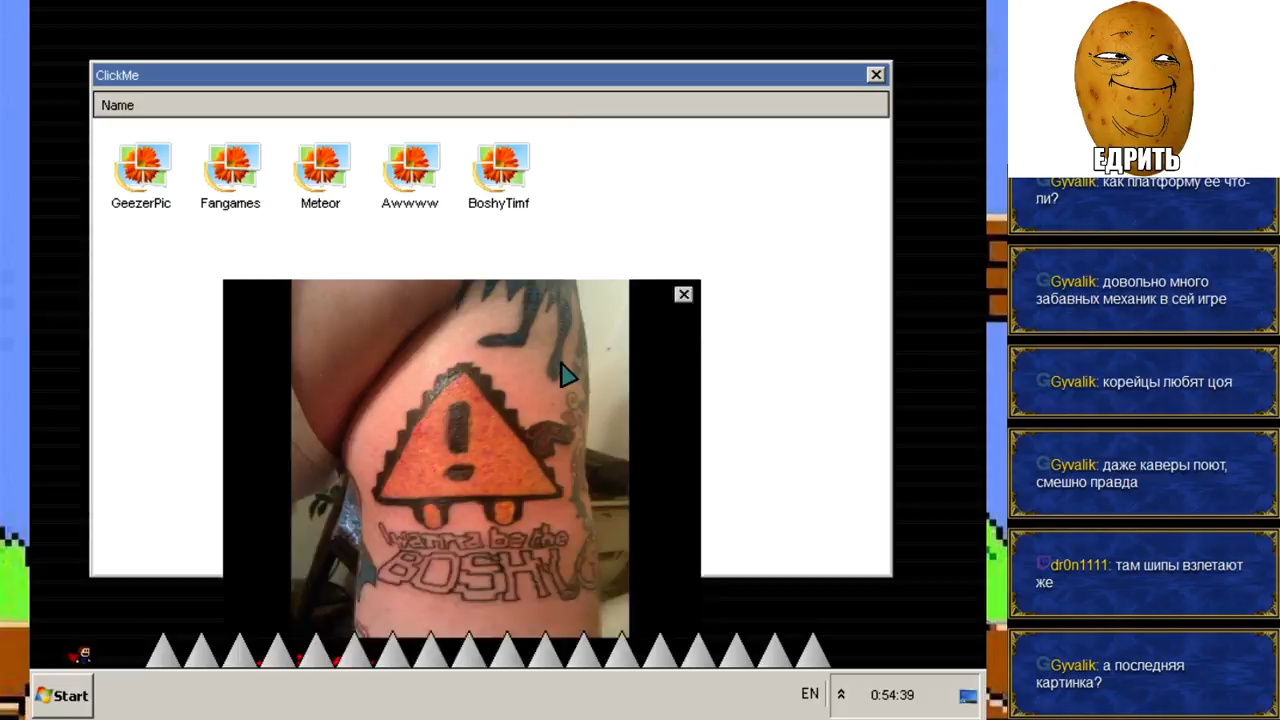 ClickMe
Name
GeezerPic
Fangames
Meteor
Awwww
BoshyTimf
!
I wanna be the
BOSHY
Start
EN
0:54:39
ЕДРИТЬ
Gyvalik: как платформу ее что-
ли?
Gyvalik: довольно много
забавных механик в сей игре
Gyvalik: корейцы любят цоя
Gyvalik: даже каверы поют,
смешно правда
dr0n1111: там шипы взлетают
же
Gyvalik: а последняя
картинка?